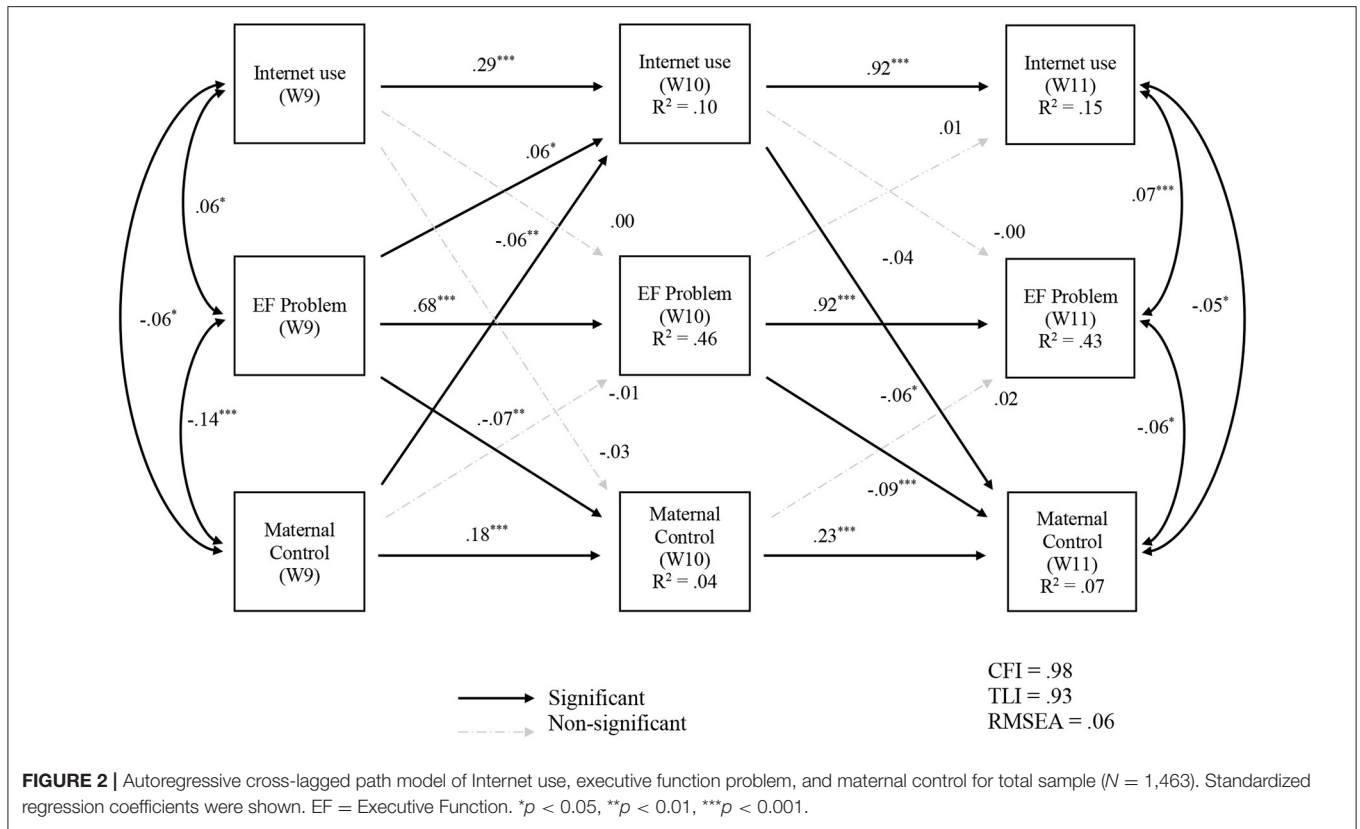 Internet use
(W9)
.29***
Internet use
(W10)
R² = .10
.92***
Internet use
(W11)
R² = .15
.01
.06*
.06*
.00
-.06**
.07***
-.00
-.04
EF Problem
(W9)
.68***
EF Problem
(W10)
R² = .46
.92***
EF Problem
(W11)
R² = .43
-.06*
-.05*
-.14***
-.01
.-.07**
-.03
-.06*
.02
-.06*
-.09***
Maternal
Control
(W9)
.18***
Maternal
Control
(W10)
R² = .04
.23***
Maternal
Control
(W11)
R² = .07
CFI = .98
TLI = .93
RMSEA = .06
Significant
Non-significant
FIGURE 2 | Autoregressive cross-lagged path model of Internet use, executive function problem, and maternal control for total sample (N = 1,463). Standardized
regression coefficients were shown. EF = Executive Function. *p < 0.05, **p < 0.01, ***p < 0.001.